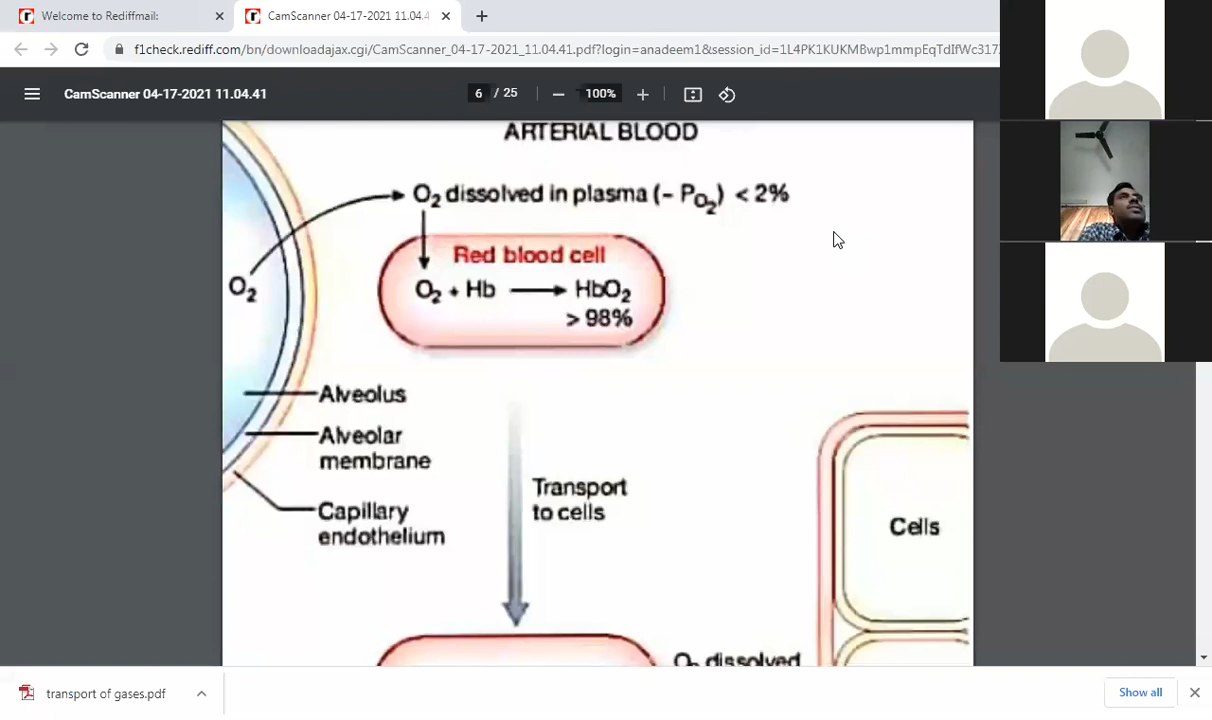 Welcome to Rediffmail:
CamScanner 04-17-2021 11.04.4
f1check.rediff.com/bn/downloadajax.cgi/CamScanner_04-17-2021_11.04.41.pdf?login=anadeem1&session_id=1L4PK1KUKMBwp1mmpEqTdIfWc317
CamScanner 04-17-2021 11.04.41
6 / 25
100%
ARTERIAL BLOOD
O2 dissolved in plasma (~ PO2) < 2%
Red blood cell
O2
O2 + Hb → HbO2
> 98%
Alveolus
Alveolar
membrane
Capillary
endothelium
Transport
to cells
Cells
O2 dissolved
transport of gases.pdf
Show all